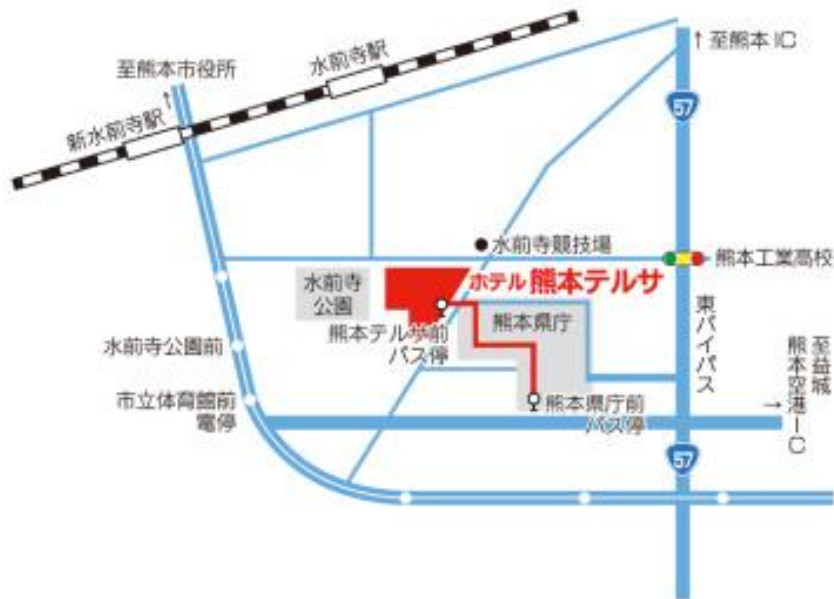 ↑至熊本IC
至熊本市役所
水前寺駅
新水前寺駅
57
水前寺競技場
熊本工業高校
水前寺
公園
ホテル 熊本テルサ
熊本県庁
熊本テルサ前
バス停
東バイパス
水前寺公園前
市立体育館前
電停
熊本県庁前
バス停
至益城
熊本空港IC
57